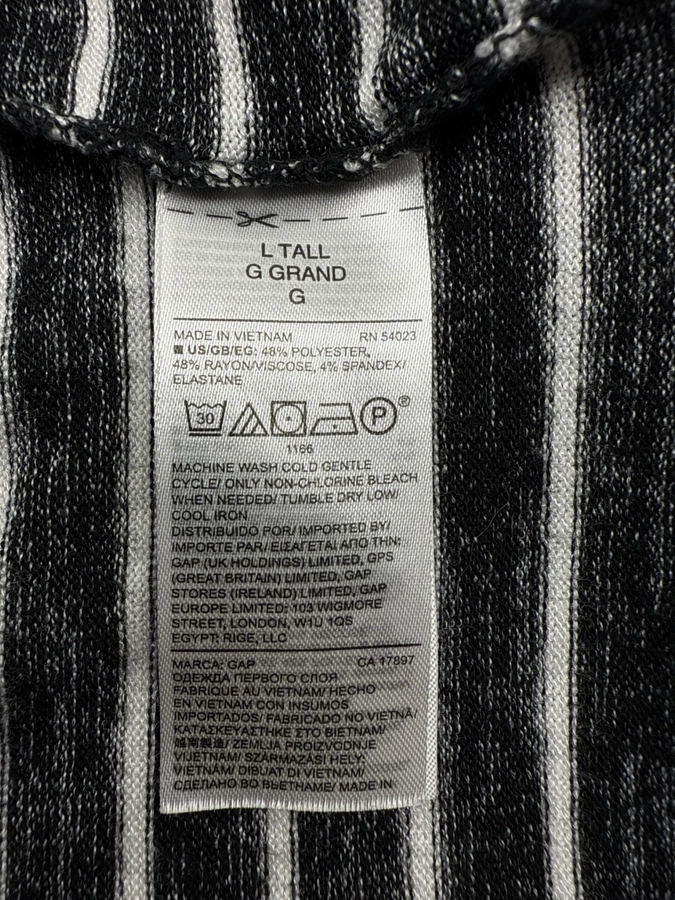 L TALL
G GRAND
G
MADE IN VIETNAM RN 54023
US/GB/EG: 48% POLYESTER,
48% RAYON/VISCOSE, 4% SPANDEX/
ELASTANE
30 P ®
1166
MACHINE WASH COLD GENTLE
CYCLE/ ONLY NON-CHLORINE BLEACH
WHEN NEEDED/ TUMBLE DRY LOW/
COOL IRON
DISTRIBUIDO POR/ IMPORTED BY/
IMPORTE PAR/ ΕΙΣΑΓΕΤΑΙ ΑΠΟ ΤΗΝ:
GAP (UK HOLDINGS) LIMITED, GPS
(GREAT BRITAIN) LIMITED, GAP
STORES (IRELAND) LIMITED, GAP
EUROPE LIMITED: 103 WIGMORE
STREET, LONDON, W1U 1QS
EGYPT: RIGE, LLC
MARCA: GAP CA 17897
ОДЕЖДА ПЕРВОГО СЛОЯ
FABRIQUE AU VIETNAM/ HECHO
EN VIETNAM CON INSUMOS
IMPORTADOS/ FABRICADO NO VIETNÃ/
ΚΑΤΑΣΚΕΥΑΣΤΗΚΕ ΣΤΟ ΒΙΕΤΝΑΜ/
越南製造/ ZEMLJA PROIZVODNJE
VIJETNAM/ SZÁRMAZÁSI HELY:
VIETNÁM/ DIBUAT DI VIETNAM/
СДЕЛАНО ВО ВЬЕТНАМЕ/ MADE IN